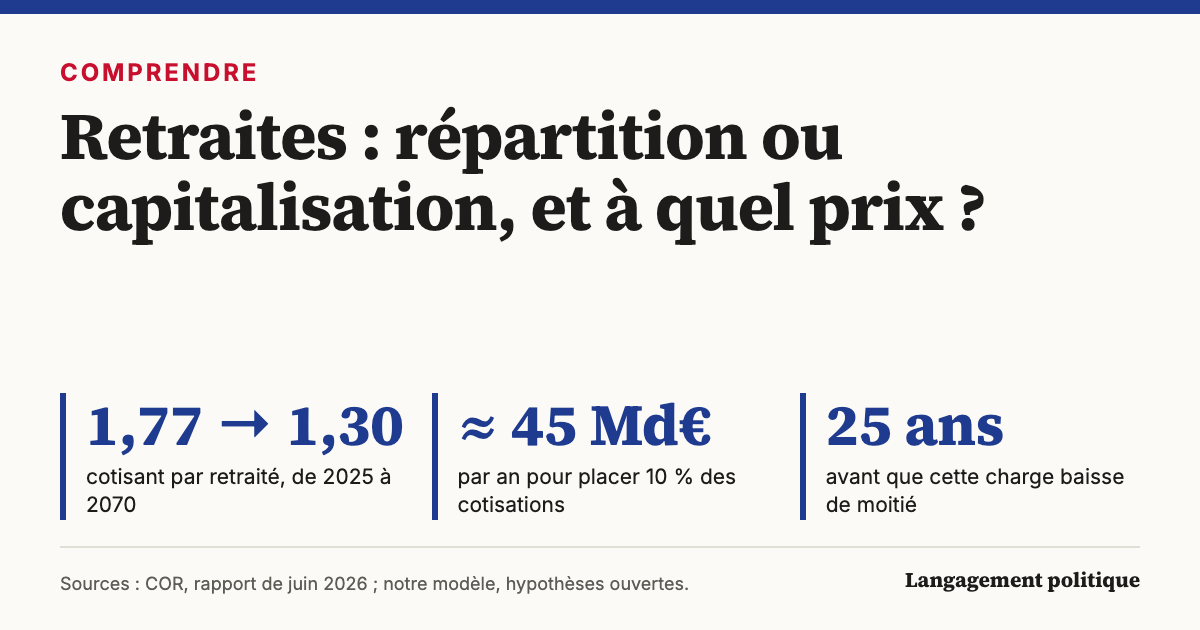 COMPRENDRE
Retraites : répartition ou
capitalisation, et à quel prix ?
1,77 → 1,30
cotisant par retraité, de 2025 à
2070
≈ 45 Md€
par an pour placer 10 % des
cotisations
25 ans
avant que cette charge baisse
de moitié
Sources : COR, rapport de juin 2026 ; notre modèle, hypothèses ouvertes.
Langagement politique